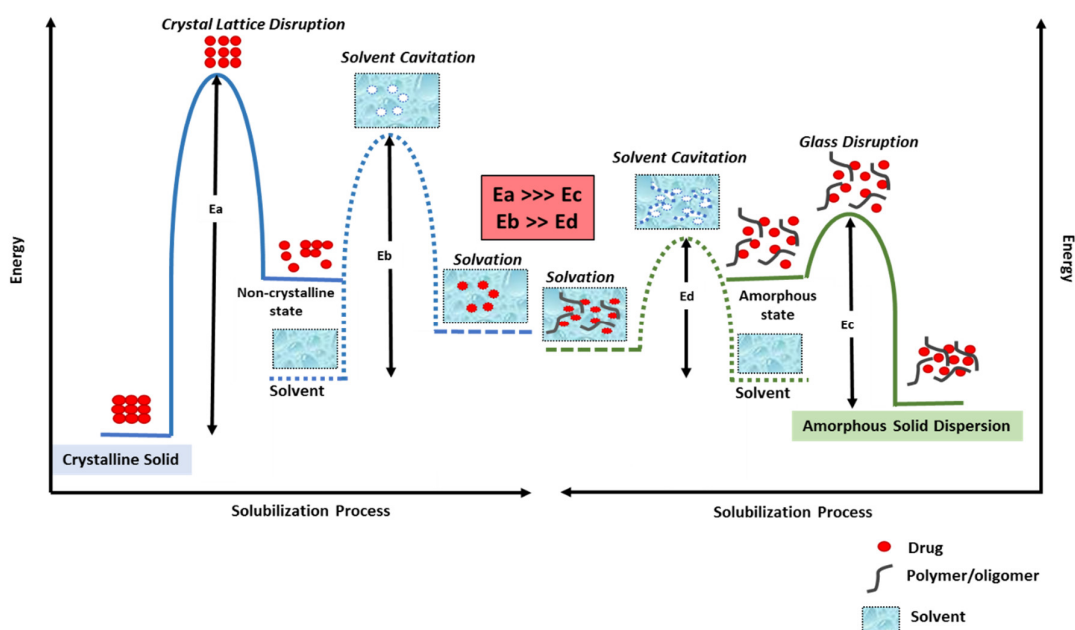 Crystal Lattice Disruption
Solvent Cavitation
Energy
Ea
Eb
Non-crystalline
state
Solvation
Solvent
Crystalline Solid
Solubilization Process
Ea >>> Ec
Eb >> Ed
Solvation
Solvent Cavitation
Glass Disruption
Ed
Amorphous
state
Ec
Solvent
Amorphous Solid Dispersion
Energy
Solubilization Process
Drug
Polymer/oligomer
Solvent